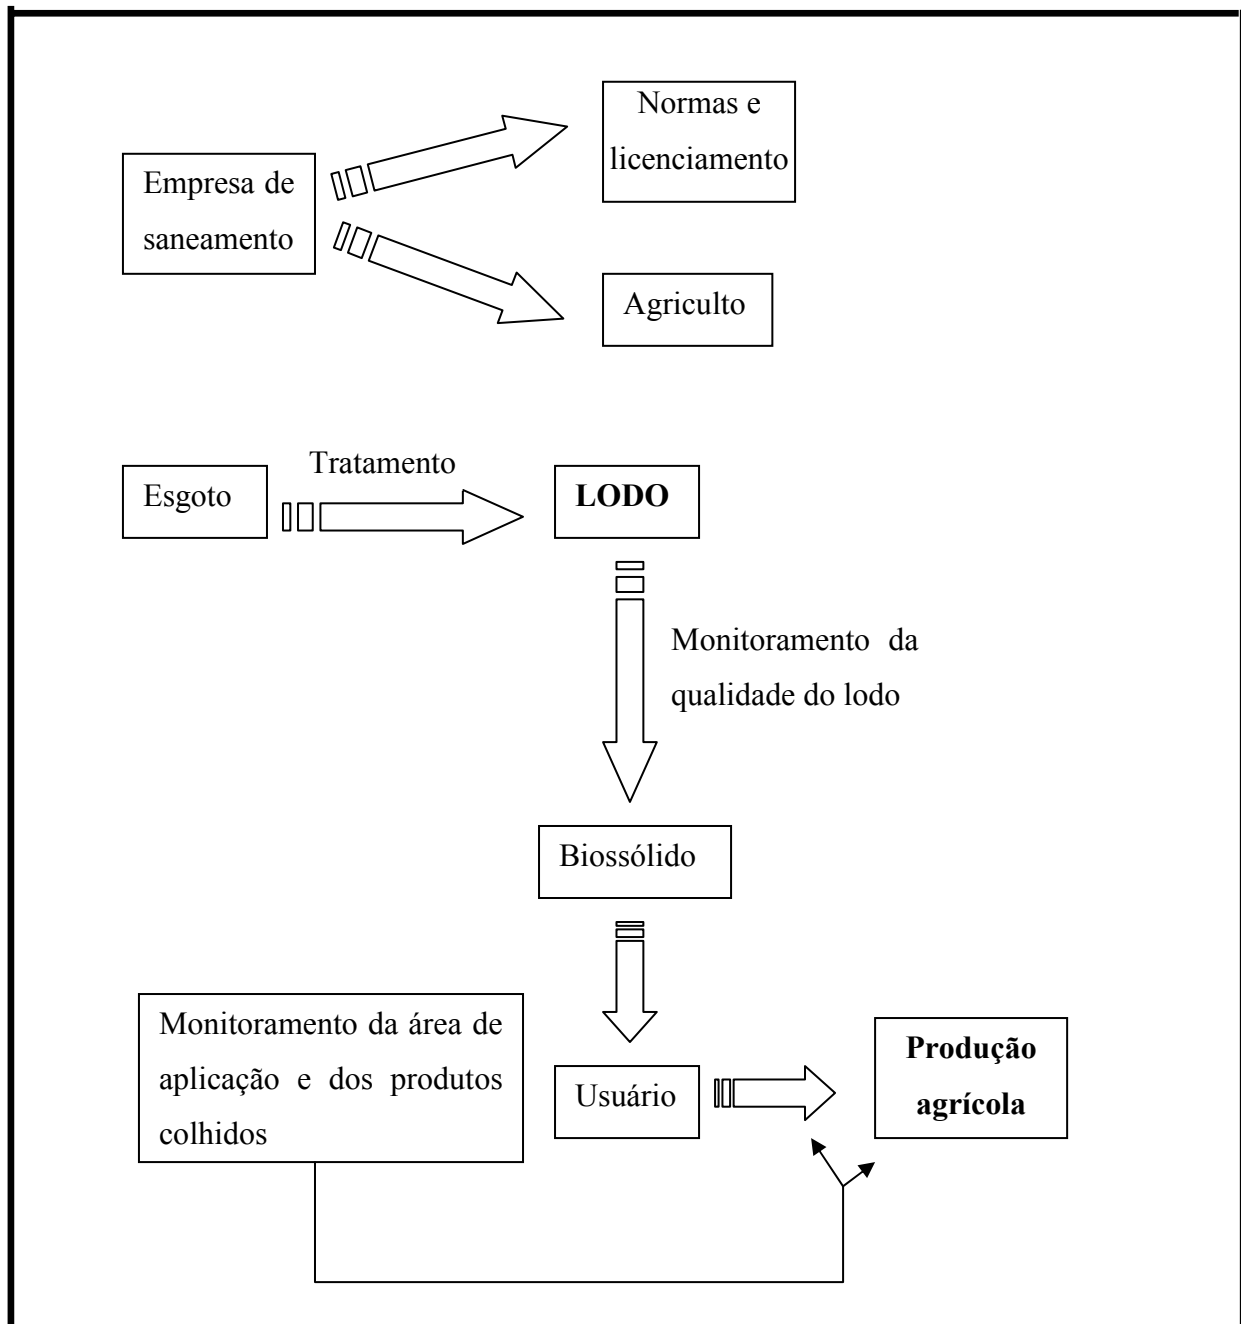 Normas e
licenciamento
Empresa de
saneamento
Agriculto
Tratamento
Esgoto
LODO
Monitoramento da
qualidade do lodo
Biossólido
Monitoramento da área de
aplicação e dos produtos
colhidos
Usuário
Produção
agrícola